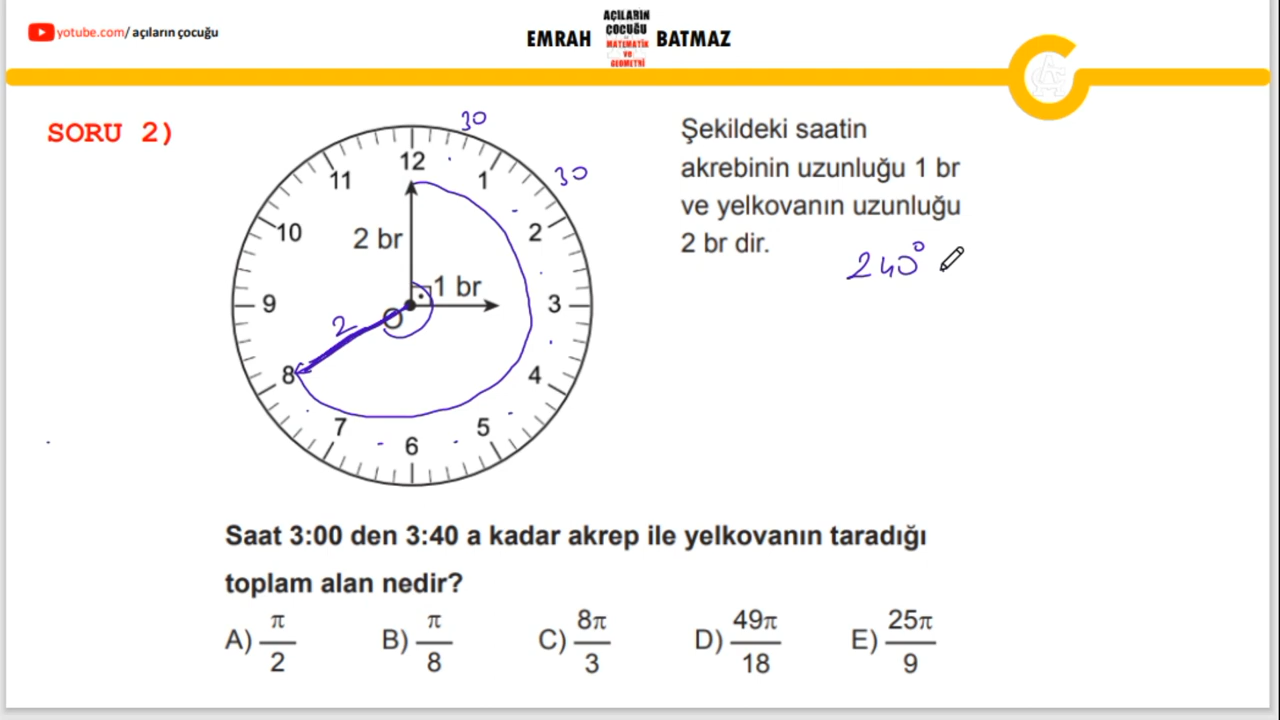 yotube.com/ açıların çocuğu
EMRAH
AÇILARIN
ÇOCUĞU
MATEMATİK
VE
GEOMETRİ
BATMAZ
SORU 2)
30
30
12
11
1
10
2 br
2
9
1 br
3
2
O
8
4
7
5
6
Şekildeki saatin
akrebinin uzunluğu 1 br
ve yelkovanın uzunluğu
2 br dir.
240°
Saat 3:00 den 3:40 a kadar akrep ile yelkovanın taradığı
toplam alan nedir?
A) π/2 B) π/8 C) 8π/3 D) 49π/18 E) 25π/9